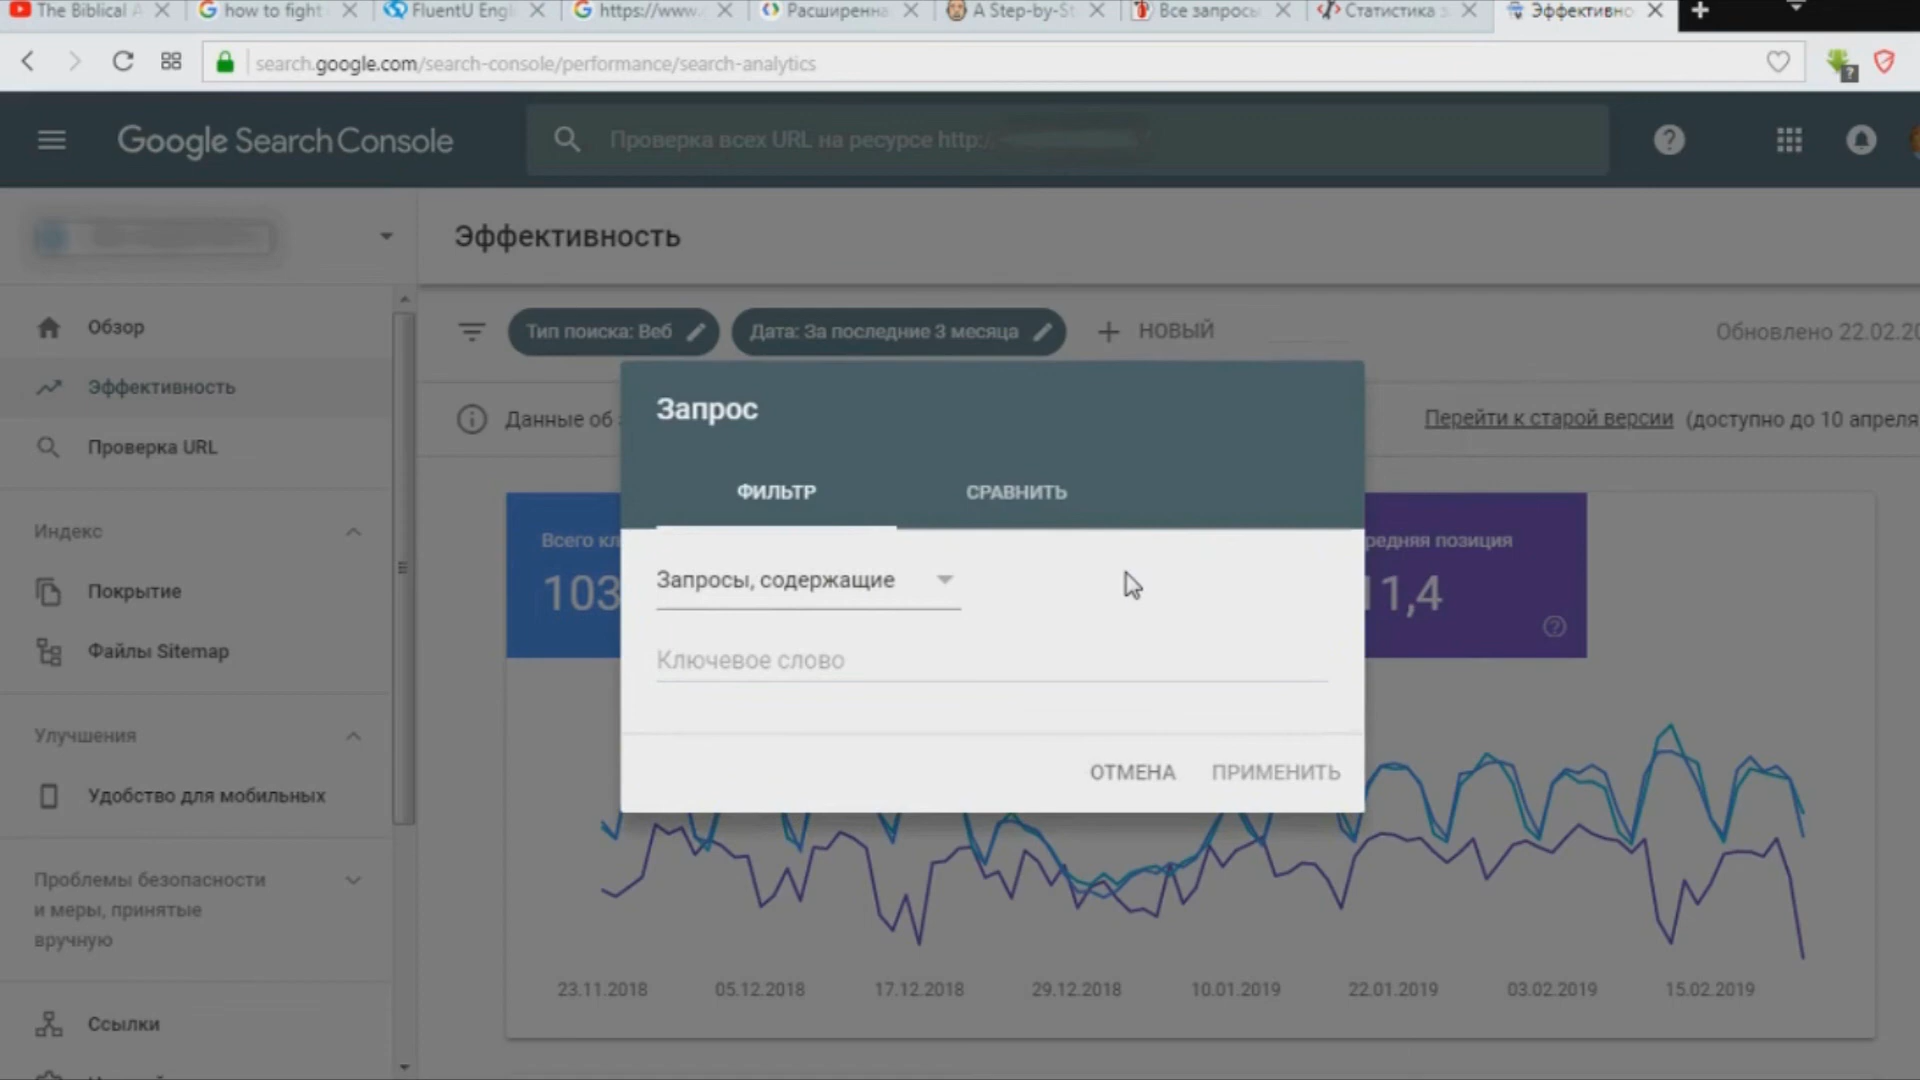 The Biblical A
how to fight
FluentU Eng
https://www.
Расширенна
A Step-by-St
Все запросы
Статистика з
Эффективно
search.google.com/search-console/performance/search-analytics
Google Search Console
Проверка всех URL на ресурсе http:/
Эффективность
Обзор
Эффективность
Проверка URL
Индекс
Покрытие
Файлы Sitemap
Улучшения
Удобство для мобильных
Проблемы безопасности
и меры, принятые
вручную
Ссылки
Тип поиска: Веб
Дата: За последние 3 месяца
НОВЫЙ
Обновлено 22.02.20
Данные об
Перейти к старой версии (доступно до 10 апреля
Запрос
ФИЛЬТР
СРАВНИТЬ
Запросы, содержащие
Ключевое слово
ОТМЕНА
ПРИМЕНИТЬ
Всего кл
103
редняя позиция
11,4
23.11.2018
05.12.2018
17.12.2018
29.12.2018
10.01.2019
22.01.2019
03.02.2019
15.02.2019